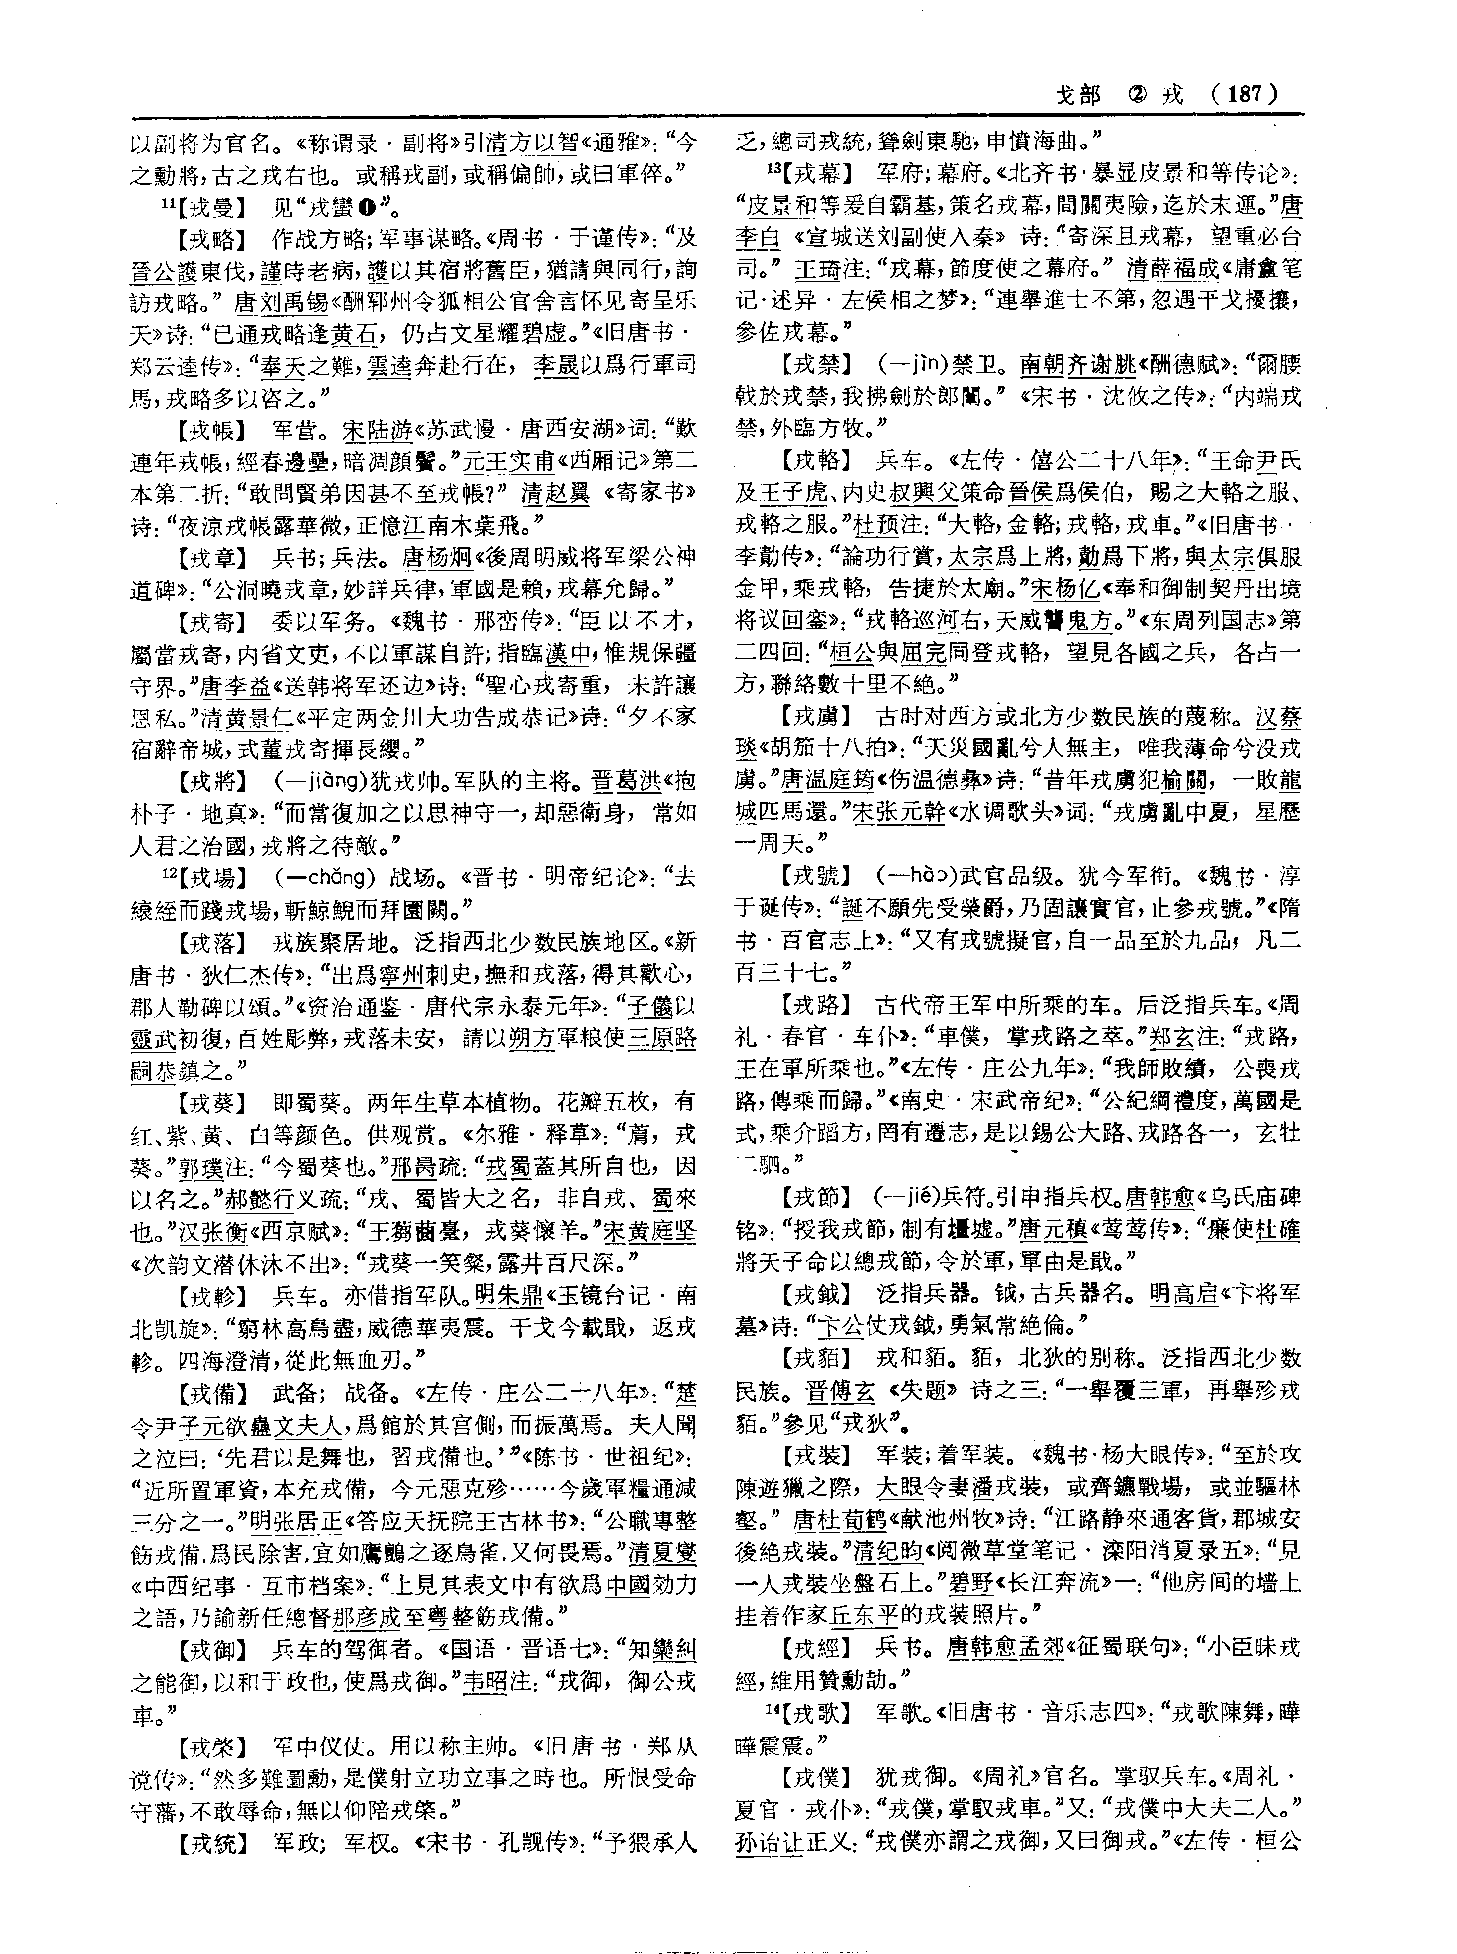 戈部　②　戎　（187）
以副将为官名。《称谓录·副将》引清方以智《通雅》：“今
之勳將，古之戎右也。或稱戎副，或稱偏帥，或曰軍倅。”
¹¹【戎曼】　见“戎蠻❶”。
【戎略】　作战方略；军事谋略。《周书·于谨传》：“及
晉公護東伐，謹時老病，護以其宿將舊臣，猶請與同行，詢
訪戎略。”唐刘禹锡《酬郓州令狐相公官舍言怀见寄呈乐
天》诗：“已通戎略逢黄石，仍占文星耀碧虚。”《旧唐书·
郑云逵传》：“奉天之難，雲逵奔赴行在，李晟以爲行軍司
馬，戎略多以咨之。”
【戎帳】　军营。宋陆游《苏武慢·唐西安湖》词：“歎
連年戎帳，經春邊壘，暗凋顔鬢。”元王实甫《西厢记》第二
本第二折：“敢問賢弟因甚不至戎帳？”清赵翼《寄家书》
诗：“夜涼戎帳露華微，正憶江南木葉飛。”
【戎章】　兵书；兵法。唐杨炯《後周明威将军梁公神
道碑》：“公洞曉戎章，妙詳兵律，軍國是賴，戎幕允歸。”
【戎寄】　委以军务。《魏书·邢峦传》：“臣以不才，
屬當戎寄，内省文吏，不以軍謀自許；指臨漢中，惟規保疆
守界。”唐李益《送韩将军还边》诗：“聖心戎寄重，未許讓
恩私。”清黄景仁《平定两金川大功告成恭记》诗：“夕不家
宿辭帝城，式董戎寄揮長纓。”
【戎將】　（—jiàng）犹戎帅。军队的主将。晋葛洪《抱
朴子·地真》：“而當復加之以思神守一，却惡衛身，常如
人君之治國，戎將之待敵。”
¹²【戎場】　（—chǎng）战场。《晋书·明帝纪论》：“去
縗絰而踐戎場，斬鯨鯢而拜園闕。”
【戎落】　戎族聚居地。泛指西北少数民族地区。《新
唐书·狄仁杰传》：“出爲寧州刺史，撫和戎落，得其歡心，
郡人勒碑以頌。”《资治通鉴·唐代宗永泰元年》：“子儀以
靈武初復，百姓彫弊，戎落未安，請以朔方軍粮使三原路
嗣恭鎮之。”
【戎葵】　即蜀葵。两年生草本植物。花瓣五枚，有
红、紫、黄、白等颜色。供观赏。《尔雅·释草》：“菺，戎
葵。”郭璞注：“今蜀葵也。”邢昺疏：“戎蜀蓋其所自也，因
以名之。”郝懿行义疏：“戎、蜀皆大之名，非自戎、蜀來
也。”汉张衡《西京赋》：“王芻莔臺，戎葵懷羊。”宋黄庭坚
《次韵文潜休沐不出》：“戎葵一笑粲，露井百尺深。”
【戎軫】　兵车。亦借指军队。明朱鼎《玉镜台记·南
北凯旋》：“窮林高鳥盡，威德華夷震。干戈今載戢，返戎
軫。四海澄清，從此無血刃。”
【戎備】　武备；战备。《左传·庄公二十八年》：“楚
令尹子元欲蠱文夫人，爲館於其宫側，而振萬焉。夫人聞
之泣曰：‘先君以是舞也，習戎備也。’”《陈书·世祖纪》：
“近所置軍資，本充戎備，今元惡克殄……今歲軍糧通減
三分之一。”明张居正《答应天抚院王古林书》：“公職專整
飭戎備，爲民除害，宜如鷹鸇之逐鳥雀，又何畏焉。”清夏燮
《中西纪事·互市档案》：“上見其表文中有欲爲中國効力
之語，乃諭新任總督那彦成至粤整飭戎備。”
【戎御】　兵车的驾御者。《国语·晋语七》：“知欒糾
之能御，以和于政也，使爲戎御。”韦昭注：“戎御，御公戎
車。”
【戎棨】　军中仪仗。用以称主帅。《旧唐书·郑从
谠传》：“然多難圖勳，是僕射立功立事之時也。所恨受命
守藩，不敢辱命，無以仰陪戎棨。”
【戎統】　军政；军权。《宋书·孔觊传》：“予猥承人
乏，總司戎統，聳劍東馳，申憤海曲。”
¹³【戎幕】　军府；幕府。《北齐书·暴显皮景和等传论》：
“皮景和等爰自霸基，策名戎幕，間關夷險，迄於末運。”唐
李白《宣城送刘副使入秦》诗：“寄深且戎幕，望重必台
司。”王琦注：“戎幕，節度使之幕府。”清薛福成《庸盦笔
记·述异·左侯相之梦》：“連舉進士不第，忽遇干戈擾攘，
參佐戎幕。”
【戎禁】　（—jìn）禁卫。南朝齐谢朓《酬德赋》：“爾腰
戟於戎禁，我拂劍於郎闈。”《宋书·沈攸之传》：“内端戎
禁，外臨方牧。”
【戎輅】　兵车。《左传·僖公二十八年》：“王命尹氏
及王子虎、内史叔興父策命晉侯爲侯伯，賜之大輅之服、
戎輅之服。”杜预注：“大輅，金輅；戎輅，戎車。”《旧唐书·
李勣传》：“論功行賞，太宗爲上將，勣爲下將，與太宗俱服
金甲，乘戎輅，告捷於太廟。”宋杨亿《奉和御制契丹出境
将议回銮》：“戎輅巡河右，天威讋鬼方。”《东周列国志》第
二四回：“桓公與屈完同登戎輅，望見各國之兵，各占一
方，聯絡數十里不絶。”
【戎虜】　古时对西方或北方少数民族的蔑称。汉蔡
琰《胡笳十八拍》：“天災國亂兮人無主，唯我薄命兮没戎
虜。”唐温庭筠《伤温德彝》诗：“昔年戎虜犯榆關，一敗龍
城匹馬還。”宋张元幹《水调歌头》词：“戎虜亂中夏，星歷
一周天。”
【戎號】　（—hào）武官品级。犹今军衔。《魏书·淳
于诞传》：“誕不願先受榮爵，乃固讓實官，止參戎號。”《隋
书·百官志上》：“又有戎號擬官，自一品至於九品，凡二
百三十七。”
【戎路】　古代帝王军中所乘的车。后泛指兵车。《周
礼·春官·车仆》：“車僕，掌戎路之萃。”郑玄注：“戎路，
王在軍所乘也。”《左传·庄公九年》：“我師敗績，公喪戎
路，傳乘而歸。”《南史·宋武帝纪》：“公紀綱禮度，萬國是
式，乘介蹈方，罔有遷志，是以錫公大路、戎路各一，玄牡
二駟。”
【戎節】　（—jié）兵符。引申指兵权。唐韩愈《乌氏庙碑
铭》：“授我戎節，制有壃墟。”唐元稹《莺莺传》：“廉使杜確
將天子命以總戎節，令於軍，軍由是戢。”
【戎鉞】　泛指兵器。钺，古兵器名。明高启《卞将军
墓》诗：“卞公仗戎鉞，勇氣常絶倫。”
【戎貊】　戎和貊。貊，北狄的别称。泛指西北少数
民族。晋傅玄《失题》诗之三：“一舉覆三軍，再舉殄戎
貊。”參见“戎狄”。
【戎裝】　军装；着军装。《魏书·杨大眼传》：“至於攻
陳遊獵之際，大眼令妻潘戎裝，或齊鑣戰場，或並驅林
壑。”唐杜荀鹤《献池州牧》诗：“江路静來通客貨，郡城安
後絶戎裝。”清纪昀《阅微草堂笔记·滦阳消夏录五》：“見
一人戎裝坐盤石上。”碧野《长江奔流》一：“他房间的墙上
挂着作家丘东平的戎装照片。”
【戎經】　兵书。唐韩愈孟郊《征蜀联句》：“小臣昧戎
經，維用贊勳劼。”
¹⁴【戎歌】　军歌。《旧唐书·音乐志四》：“戎歌陳舞，曄
曄震震。”
【戎僕】　犹戎御。《周礼》官名。掌驭兵车。《周礼·
夏官·戎仆》：“戎僕，掌馭戎車。”又：“戎僕中大夫二人。”
孙诒让正义：“戎僕亦謂之戎御，又曰御戎。”《左传·桓公